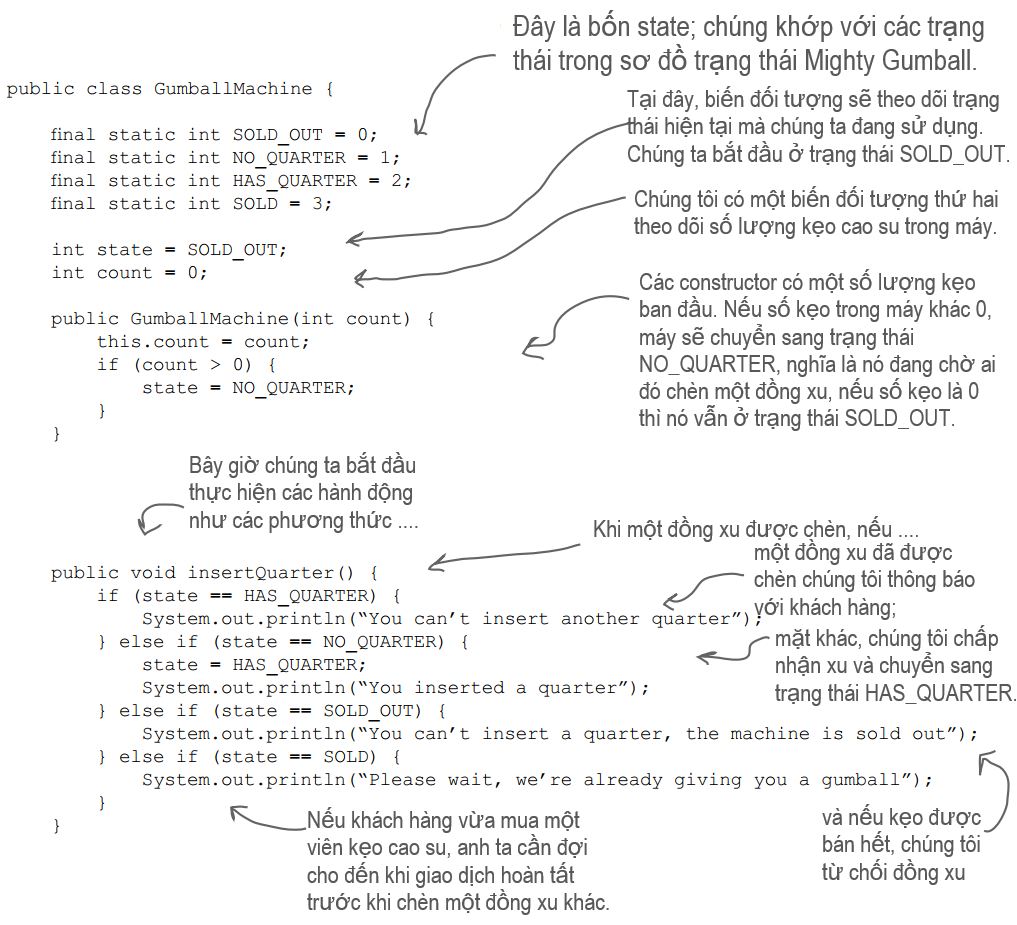 Đây là bốn state; chúng khớp với các trạng
thái trong sơ đồ trạng thái Mighty Gumball.
public class GumballMachine {
final static int SOLD_OUT = 0;
final static int NO_QUARTER = 1;
final static int HAS_QUARTER = 2;
final static int SOLD = 3;
Tại đây, biến đối tượng sẽ theo dõi trạng
thái hiện tại mà chúng ta đang sử dụng.
Chúng ta bắt đầu ở trạng thái SOLD_OUT.
int state = SOLD_OUT;
int count = 0;
Chúng tôi có một biến đối tượng thứ hai
theo dõi số lượng kẹo cao su trong máy.
public GumballMachine(int count) {
this.count = count;
if (count > 0) {
state = NO_QUARTER;
}
}
Các constructor có một số lượng kẹo
ban đầu. Nếu số kẹo trong máy khác 0,
máy sẽ chuyển sang trạng thái
NO_QUARTER, nghĩa là nó đang chờ ai
đó chèn một đồng xu, nếu số kẹo là 0
thì nó vẫn ở trạng thái SOLD_OUT.
Bây giờ chúng ta bắt đầu
thực hiện các hành động
như các phương thức ....
Khi một đồng xu được chèn, nếu ....
một đồng xu đã được
chèn chúng tôi thông báo
với khách hàng;
public void insertQuarter() {
if (state == HAS_QUARTER) {
System.out.println(“You can’t insert another quarter”);
} else if (state == NO_QUARTER) {
state = HAS_QUARTER;
System.out.println(“You inserted a quarter”);
} else if (state == SOLD_OUT) {
System.out.println(“You can’t insert a quarter, the machine is sold out”);
} else if (state == SOLD) {
System.out.println(“Please wait, we’re already giving you a gumball”);
}
}
mặt khác, chúng tôi chấp
nhận xu và chuyển sang
trạng thái HAS_QUARTER.
Nếu khách hàng vừa mua một
viên kẹo cao su, anh ta cần đợi
cho đến khi giao dịch hoàn tất
trước khi chèn một đồng xu khác.
và nếu kẹo được
bán hết, chúng tôi
từ chối đồng xu